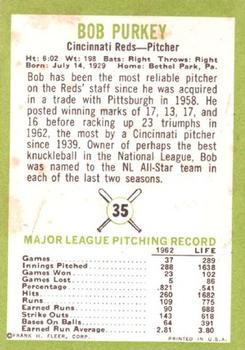 BOB PURKEY
Cincinnati Reds—Pitcher
Ht: 6:02 Wt: 198 Bats: Right Throws: Right
Born: July 14, 1929 Home: Bethel Park, Pa.
Bob has been the most reliable pitcher
on the Reds' staff since he was acquired
in a trade with Pittsburgh in 1958. He
posted winning marks of 17, 13, 17, and
16 before racking up 23 triumphs in
1962, the most by a Cincinnati pitcher
since 1939. Owner of perhaps the best
knuckleball in the National League, Bob
was named to the NL All-Star team in
each of the last two seasons.
35
MAJOR LEAGUE PITCHING RECORD
1962 LIFE
Games 37 289
Innings Pitched 288 1638
Games Won 23 102
Games Lost 5 86
Percentage .821 .541
Hits 260 1682
Runs 109 775
Earned Runs 90 688
Strike Outs 143 618
Bases On Balls 64 391
Earned Run Average 2.81 3.80
©FRANK H. FLEER, CORP. PRINTED IN U.S.A.